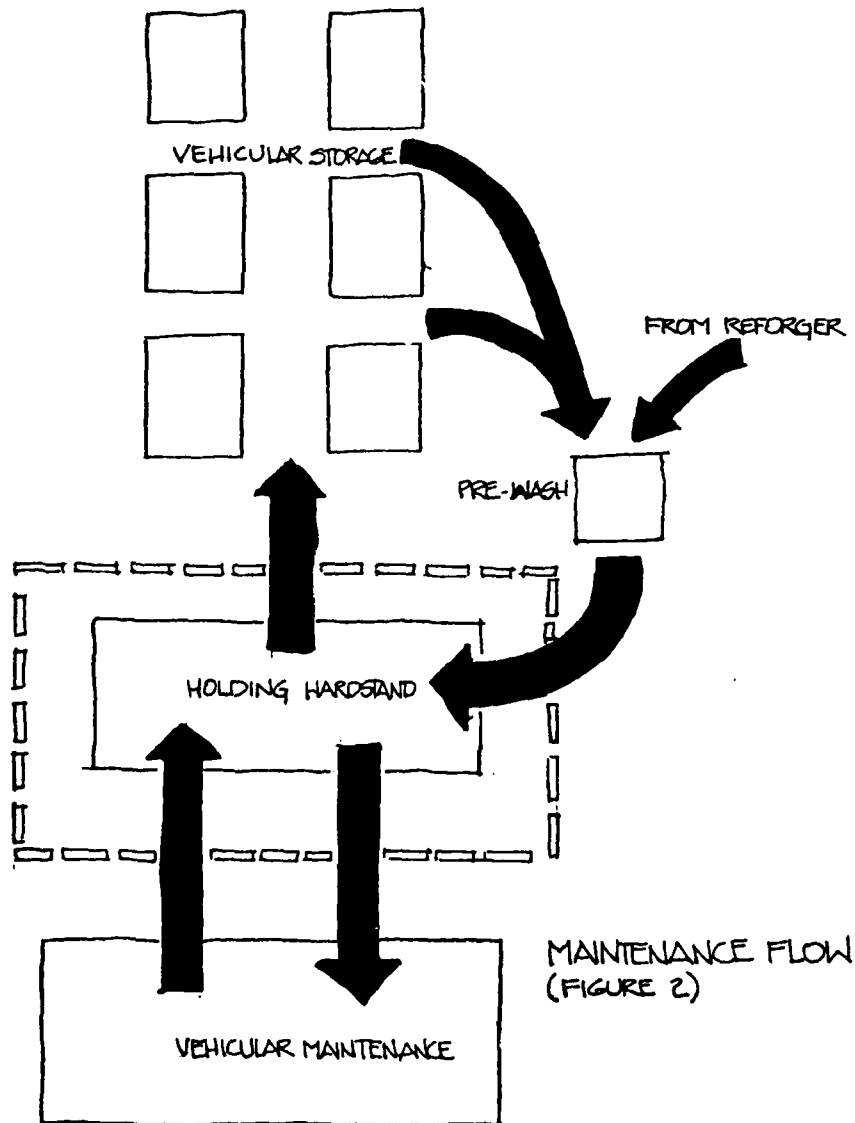 VEHICULAR STORAGE
FROM REFORGER
PRE-WASH
HOLDING HARDSTAND
MAINTENANCE FLOW
(FIGURE 2)
VEHICULAR MAINTENANCE